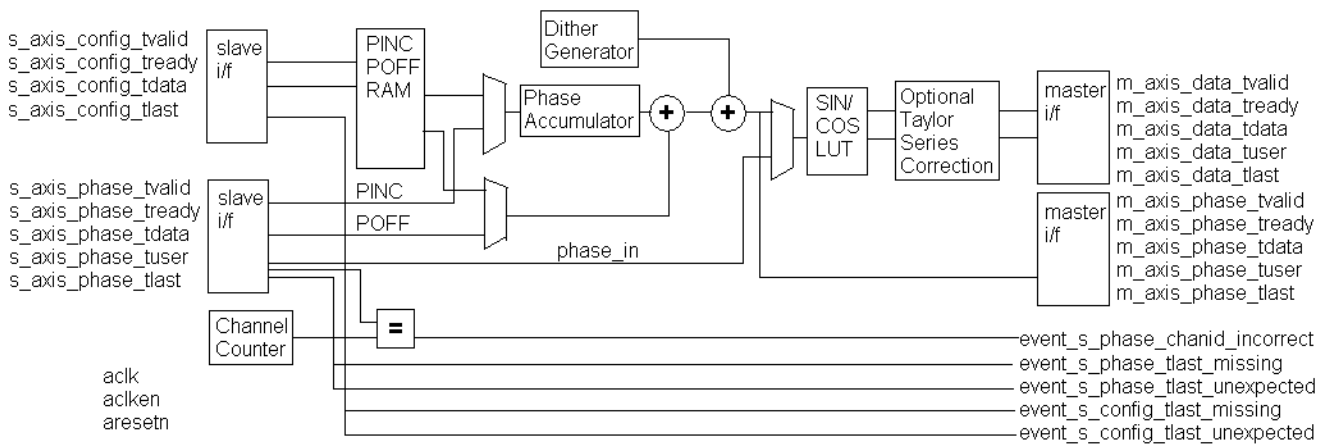 s_axis_config_tvalid
s_axis_config_tready
s_axis_config_tdata
s_axis_config_tlast
slave
i/f
PINC
POFF
RAM
Dither
Generator
Phase
Accumulator
+
+
SIN/
COS
LUT
Optional
Taylor
Series
Correction
master
i/f
m_axis_data_tvalid
m_axis_data_tready
m_axis_data_tdata
m_axis_data_tuser
m_axis_data_tlast
s_axis_phase_tvalid
s_axis_phase_tready
s_axis_phase_tdata
s_axis_phase_tuser
s_axis_phase_tlast
slave
i/f
PINC
POFF
phase_in
master
i/f
m_axis_phase_tvalid
m_axis_phase_tready
m_axis_phase_tdata
m_axis_phase_tuser
m_axis_phase_tlast
Channel
Counter
=
event_s_phase_chanid_incorrect
event_s_phase_tlast_missing
event_s_phase_tlast_unexpected
event_s_config_tlast_missing
event_s_config_tlast_unexpected
aclk
aclken
aresetn